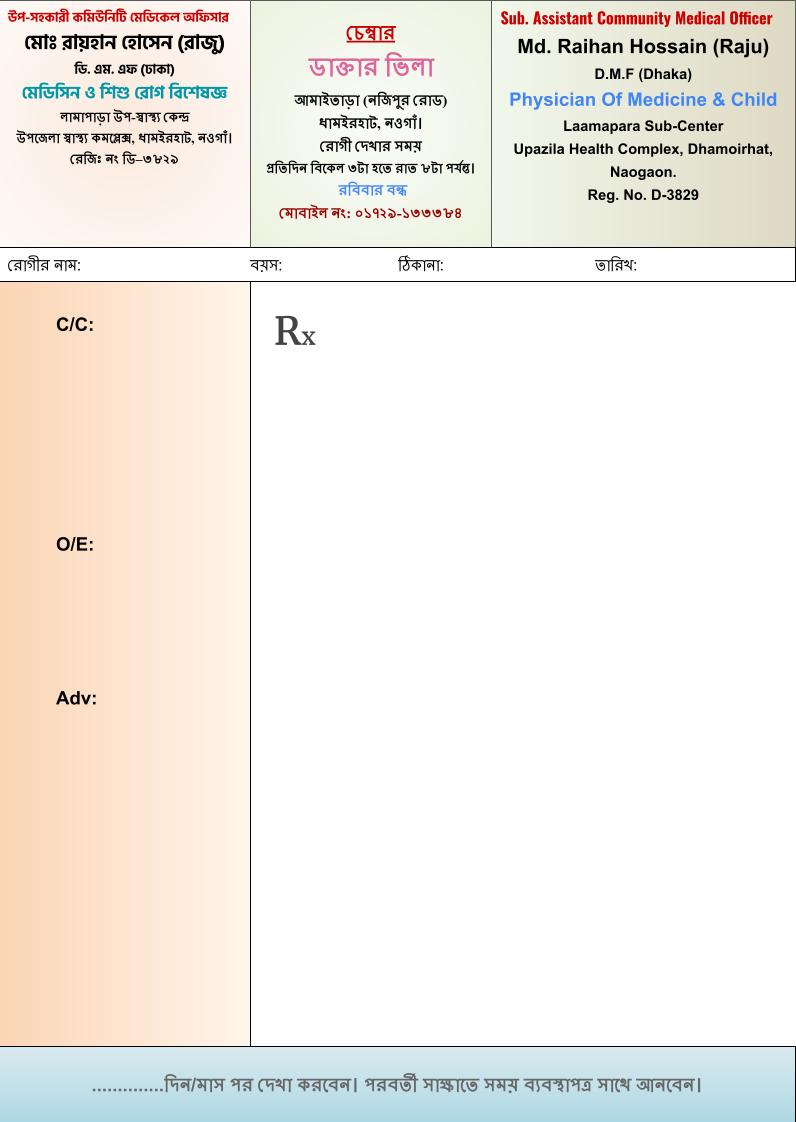 উপ-সহকারী কমিউনিটি মেডিকেল অফিসার
মোঃ রায়হান হোসেন (রাজু)
ডি. এম. এফ (ঢাকা)
মেডিসিন ও শিশু রোগ বিশেষজ্ঞ
লামাপাড়া উপ-স্বাস্থ্য কেন্দ্র
উপজেলা স্বাস্থ্য কমপ্লেক্স, ধামইরহাট, নওগাঁ।
রেজিঃ নং ডি–৩৮২৯
চেম্বার
ডাক্তার ভিলা
আমাইতাড়া (নজিপুর রোড)
ধামইরহাট, নওগাঁ।
রোগী দেখার সময়
প্রতিদিন বিকেল ৩টা হতে রাত ৮টা পর্যন্ত।
রবিবার বন্ধ
মোবাইল নং: ০১৭২৯-১৩৩৩৮৪
Sub. Assistant Community Medical Officer
Md. Raihan Hossain (Raju)
D.M.F (Dhaka)
Physician Of Medicine & Child
Laamapara Sub-Center
Upazila Health Complex, Dhamoirhat,
Naogaon.
Reg. No. D-3829
রোগীর নাম: বয়স: ঠিকানা: তারিখ:
C/C:
Rx
O/E:
Adv:
..............দিন/মাস পর দেখা করবেন। পরবর্তী সাক্ষাতে সময় ব্যবস্থাপত্র সাথে আনবেন।